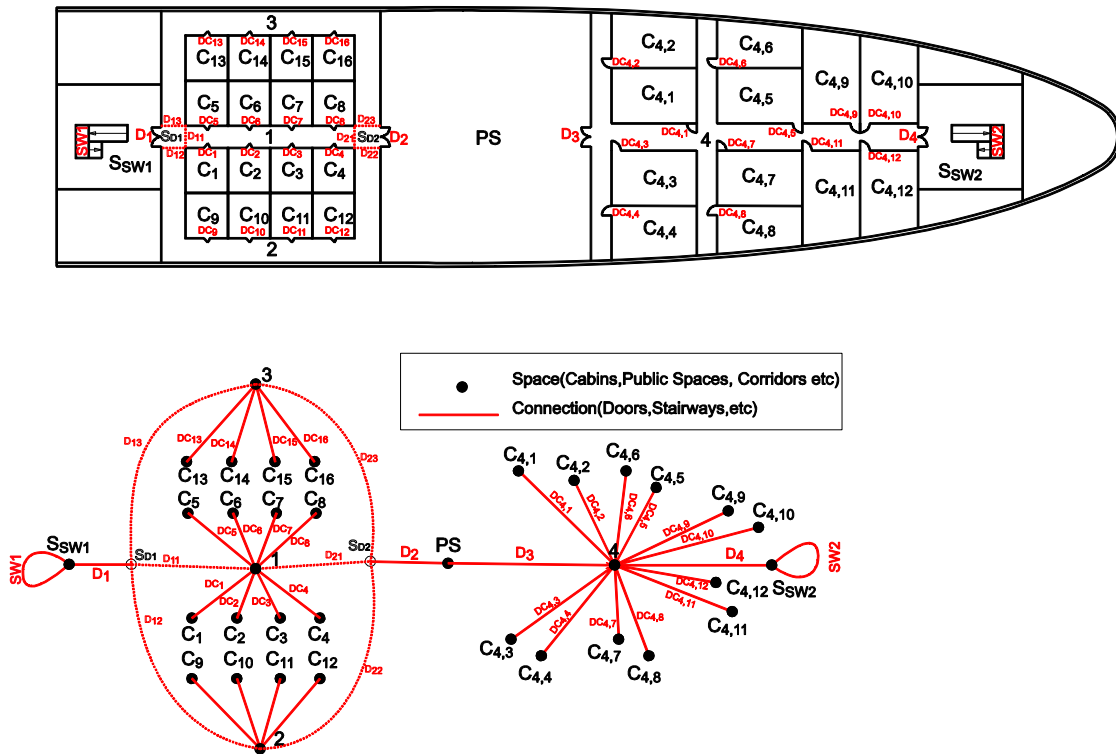 3
DC13 DC14 DC15 DC16
C13 C14 C15 C16
C4,2 C4,6
DC4,2 DC4,6
C4,9 C4,10
C5 C6 C7 C8
C4,1 C4,5
D13 DC5 DC6 DC7 DC8 D23
DC4,9 DC4,10
SW1 D1 SD1 D11 1 D21 SD2 D2 PS D3 DC4,1 4 DC4,5 D4 SW2
SSW1 D12 DC1 DC2 DC3 DC4 D22 DC4,3 DC4,7 DC4,11 DC4,12 SSW2
C1 C2 C3 C4
C4,3 C4,7 C4,11 C4,12
C9 C10 C11 C12
DC4,4 DC4,8
DC9 DC10 DC11 DC12
C4,4 C4,8
2
Space(Cabins,Public Spaces, Corridors etc)
Connection(Doors,Stairways,etc)
3
D13 DC13 DC14 DC15 DC16 D23
C13 C14 C15 C16
C5 C6 C7 C8
DC5 DC6 DC7 DC8
SW1 SSW1 D1 SD1 D11 1 D21 SD2 D2 PS D3 4 D4 SSW2 SW2
DC1 DC2 DC3 DC4
D12
C1 C2 C3 C4
C9 C10 C11 C12
D22
2
C4,1 C4,2 C4,6 C4,5
C4,9 C4,10
DC4,1 DC4,2 DC4,6 DC4,5 DC4,9 DC4,10
DC4,12 C4,12
DC4,11 C4,11
DC4,3 DC4,4 DC4,7 DC4,8
C4,3 C4,4 C4,7 C4,8